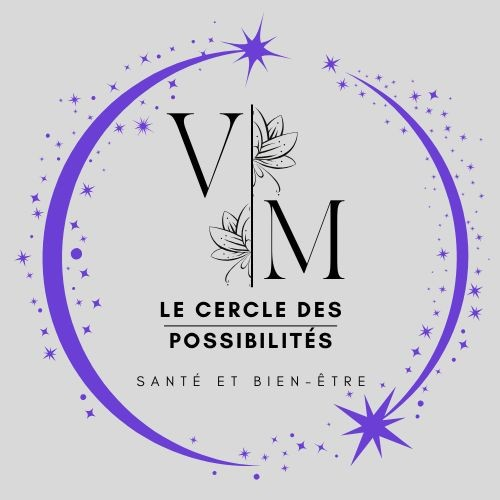 V
M
LE CERCLE DES
POSSIBILITÉS
SANTÉ ET BIEN-ÊTRE